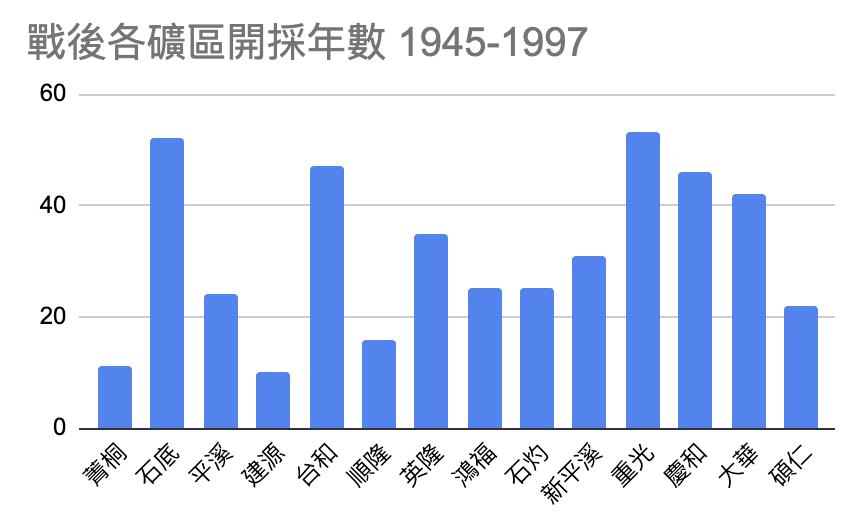 戰後各礦區開採年數 1945-1997
60
40
20
0
菁桐
石底
平溪
建源
台和
順隆
英隆
鴻福
石灼
新平溪
重光
慶和
大華
碩仁